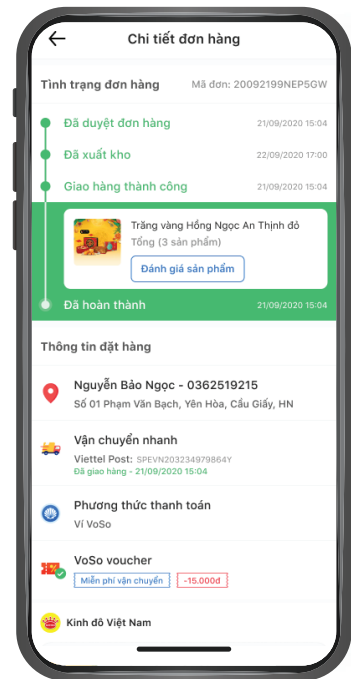 Chi tiết đơn hàng
Tình trạng đơn hàng Mã đơn: 20092199NEP5GW
Đã duyệt đơn hàng 21/09/2020 15:04
Đã xuất kho 22/09/2020 17:00
Giao hàng thành công 21/09/2020 15:04
Trăng vàng Hồng Ngọc An Thịnh đỏ
Tổng (3 sản phẩm)
Đánh giá sản phẩm
Đã hoàn thành 21/09/2020 15:04
Thông tin đặt hàng
Nguyễn Bảo Ngọc - 0362519215
Số 01 Phạm Văn Bạch, Yên Hòa, Cầu Giấy, HN
Vận chuyển nhanh
Viettel Post: SPEVN203234979864Y
Đã giao hàng - 21/09/2020 15:04
Phương thức thanh toán
Ví VoSo
VoSo voucher
Miễn phí vận chuyển -15.000đ
Kinh đô Việt Nam